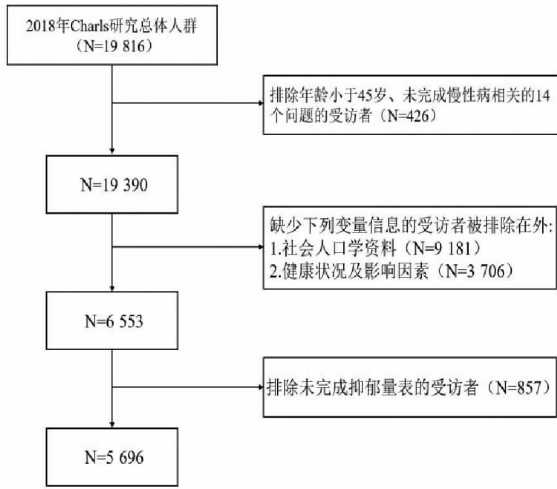 2018年Charls研究总体人群
（N=19 816）
排除年龄小于45岁、未完成慢性病相关的14
个问题的受访者（N=426）
N=19 390
缺少下列变量信息的受访者被排除在外:
1.社会人口学资料（N=9 181）
2.健康状况及影响因素（N=3 706）
N=6 553
排除未完成抑郁量表的受访者（N=857）
N=5 696